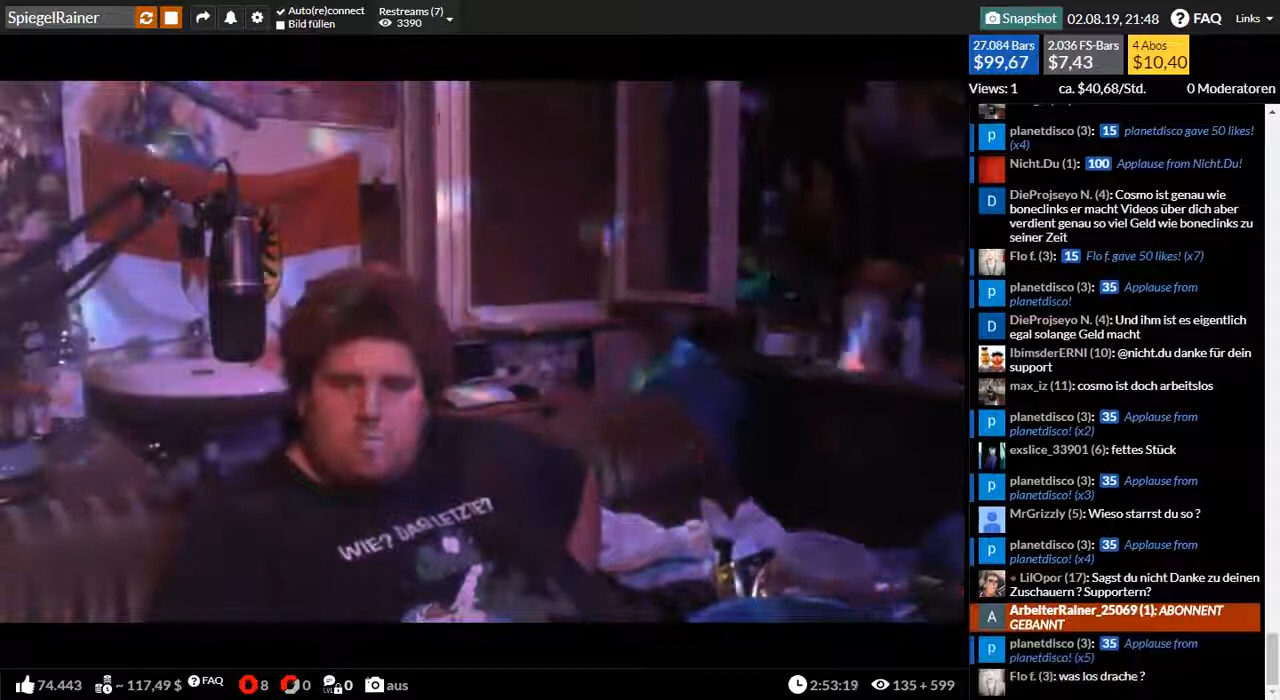 SpiegelRainer
Auto(re)connect
Bild füllen
Restreams (7)
3390
Snapshot
02.08.19, 21:48
FAQ
Links
27.084 Bars
$99,67
2.036 FS-Bars
$7,43
4 Abos
$10,40
Views: 1
ca. $40,68/Std.
0 Moderatoren
planetdisco (3): 15 planetdisco gave 50 likes!
(x4)
Nicht.Du (1): 100 Applause from Nicht.Du!
DieProjseyo N. (4): Cosmo ist genau wie
boneclinks er macht Videos über dich aber
verdient genau so viel Geld wie boneclinks zu
seiner Zeit
Flo f. (3): 15 Flo f. gave 50 likes! (x7)
planetdisco (3): 35 Applause from
planetdisco!
DieProjseyo N. (4): Und ihm ist es eigentlich
egal solange Geld macht
IbimsderERNI (10): @nicht.du danke für dein
support
max_iz (11): cosmo ist doch arbeitslos
planetdisco (3): 35 Applause from
planetdisco! (x2)
exslice_33901 (6): fettes Stück
planetdisco (3): 35 Applause from
planetdisco! (x3)
MrGrizzly (5): Wieso starrst du so ?
planetdisco (3): 35 Applause from
planetdisco! (x4)
LilOpor (17): Sagst du nicht Danke zu deinen
Zuschauern ? Supportern?
ArbeiterRainer_25069 (1): ABONNENT
GEBANNT
planetdisco (3): 35 Applause from
planetdisco! (x5)
Flo f. (3): was los drache ?
WIE? DAS LETZTE?
74.443
~ 117,49 $
FAQ
8
0
LVL
0
aus
2:53:19
135 + 599